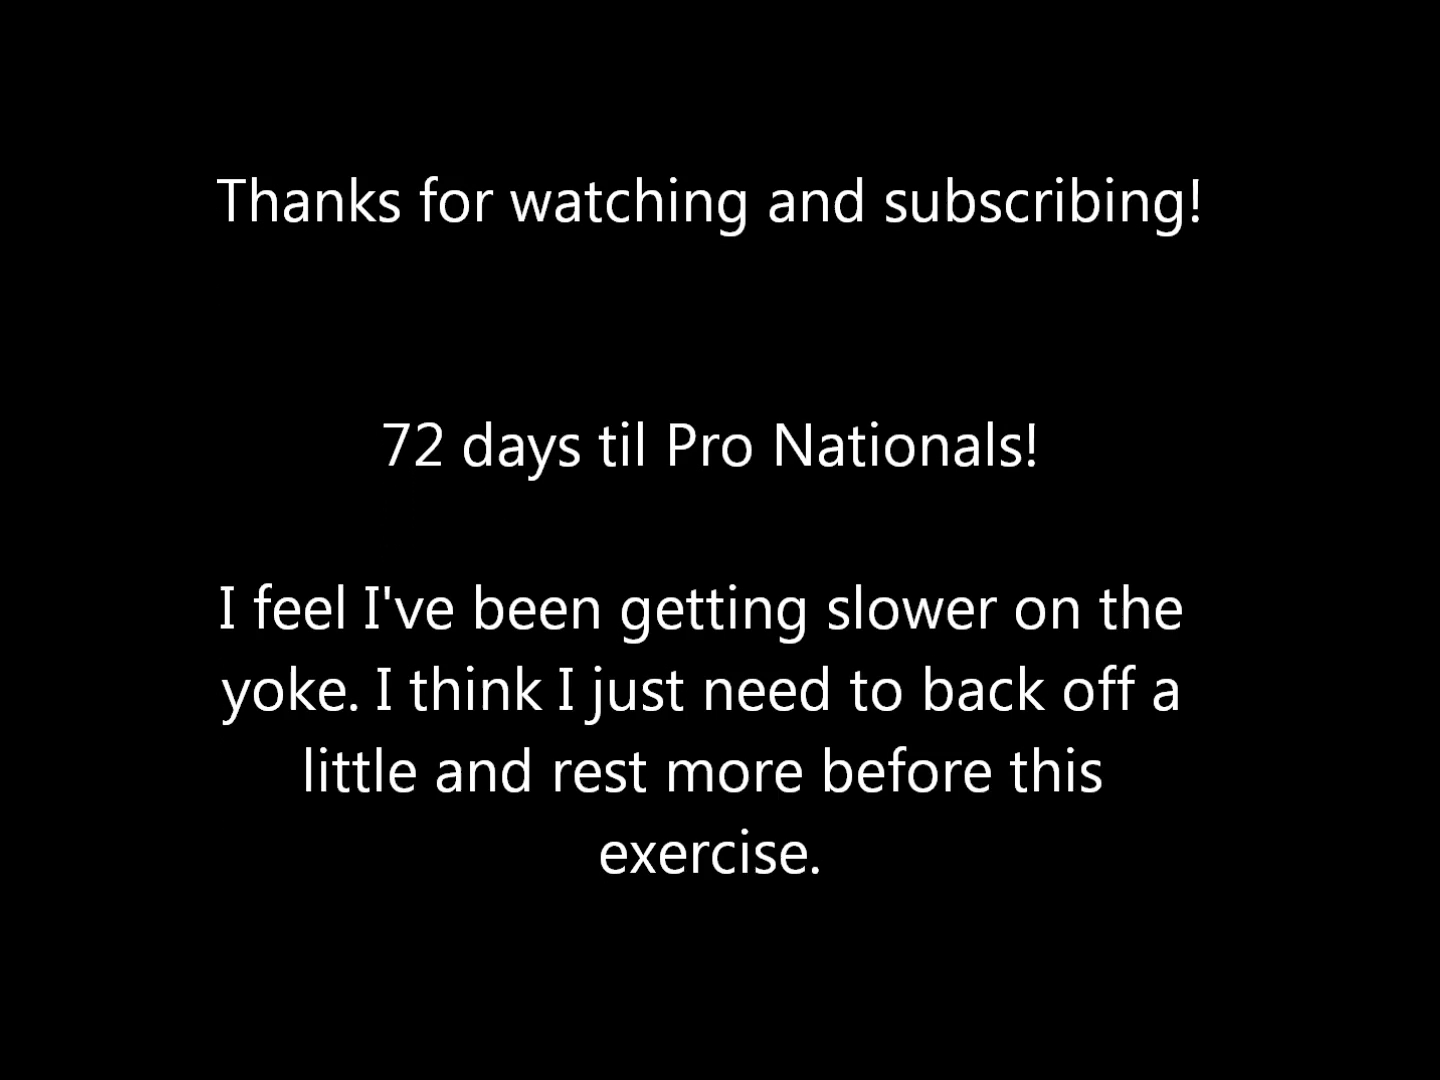 Thanks for watching and subscribing!
72 days til Pro Nationals!
I feel I've been getting slower on the
yoke. I think I just need to back off a
little and rest more before this
exercise.